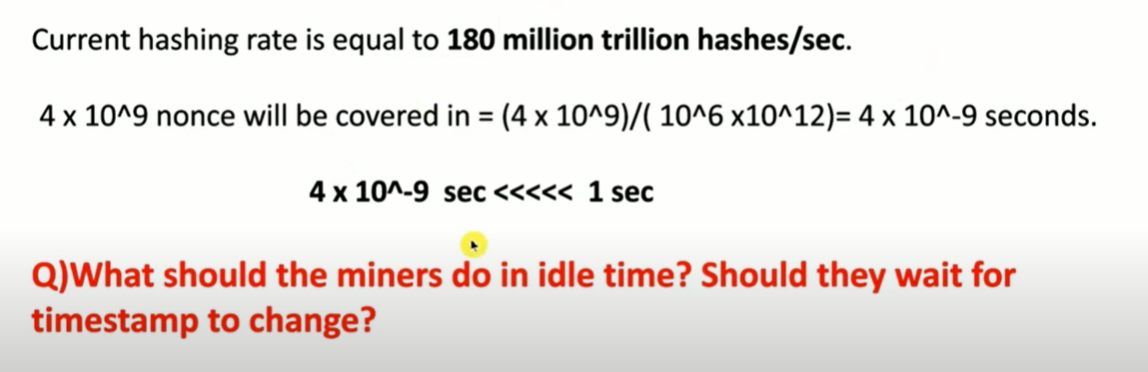 Current hashing rate is equal to 180 million trillion hashes/sec.
4 x 10^9 nonce will be covered in = (4 x 10^9)/( 10^6 x10^12)= 4 x 10^-9 seconds.
4 x 10^-9 sec <<<<< 1 sec
Q)What should the miners do in idle time? Should they wait for
timestamp to change?